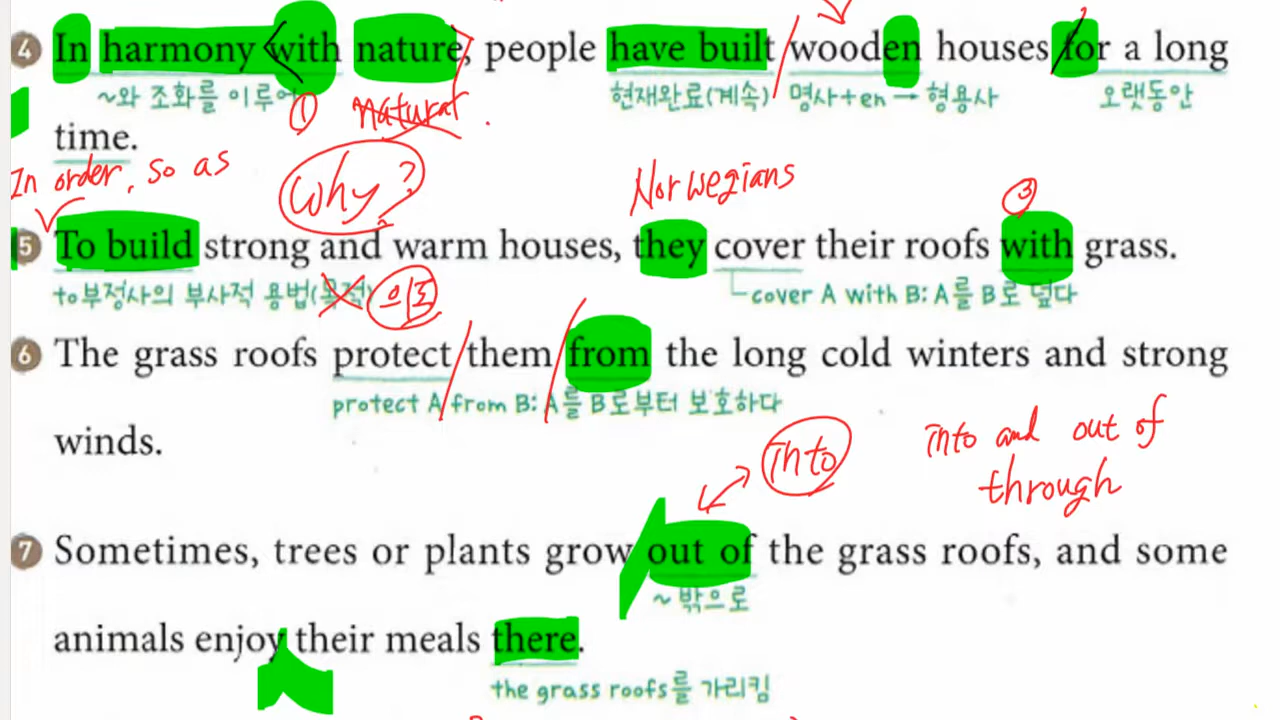 4 In harmony with nature, people have built wooden houses for a long
~와 조화를 이루어 현재완료(계속) 명사+en → 형용사 오랫동안
① natural.
time.
In order, so as
Why?
Norwegians
③
5 To build strong and warm houses, they cover their roofs with grass.
to부정사의 부사적 용법(목적) 의도 cover A with B: A를 B로 덮다
6 The grass roofs protect them from the long cold winters and strong
protect A from B: A를 B로부터 보호하다
winds.
into
into and out of
through
7 Sometimes, trees or plants grow out of the grass roofs, and some
~ 밖으로
animals enjoy their meals there.
the grass roofs를 가리킴